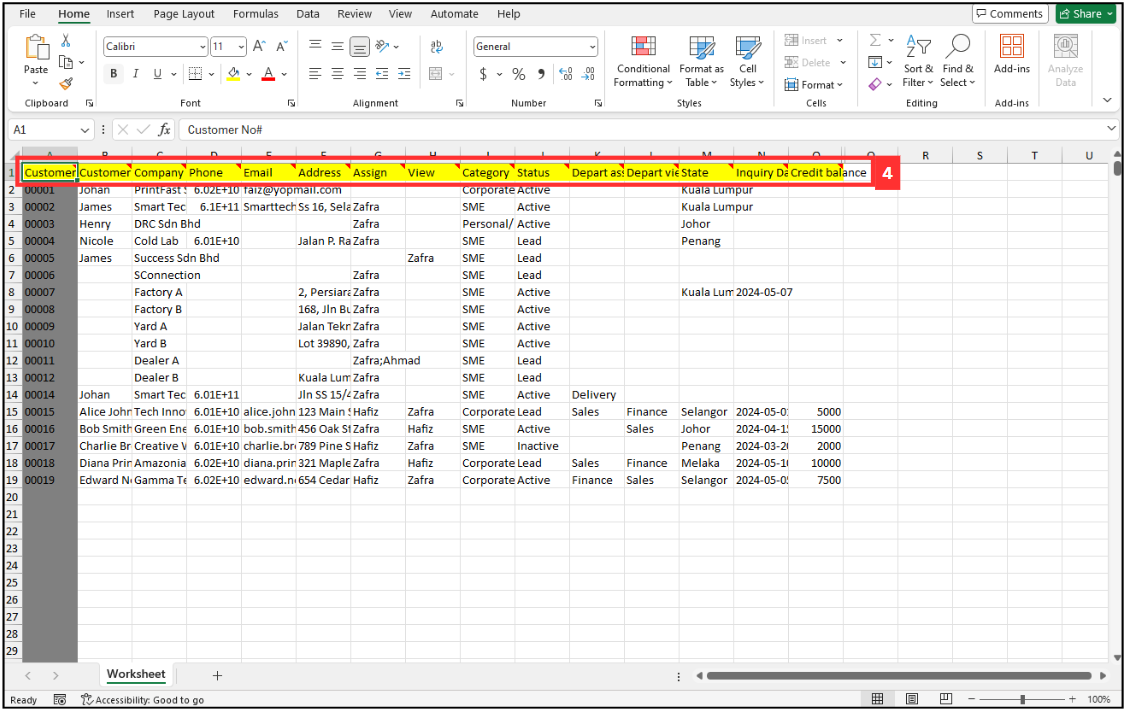 File Home Insert Page Layout Formulas Data Review View Automate Help Comments Share
Calibri 11 A A ab General Insert Σ
Paste B I U A $ % Conditional Formatting Format as Table Cell Styles Delete Sort & Filter Find & Select Add-ins Analyze Data
Format
Clipboard Font Alignment Number Styles Cells Editing Add-ins
A1 fx Customer No#
R S T U
1 Customer Customer Company Phone Email Address Assign View Category Status Depart ass Depart vie State Inquiry Da Credit balance 4
2 00001 Johan PrintFast S 6.02E+10 faiz@yopmail.com Corporate Active Kuala Lumpur
3 00002 James Smart Tec 6.1E+11 Smarttech Ss 16, Sela Zafra SME Active Kuala Lumpur
4 00003 Henry DRC Sdn Bhd Zafra Personal/ Active Johor
5 00004 Nicole Cold Lab 6.01E+10 Jalan P. Ra Zafra SME Lead Penang
6 00005 James Success Sdn Bhd Zafra SME Lead
7 00006 SConnection Zafra SME Lead
8 00007 Factory A 2, Persiara Zafra SME Active Kuala Lum 2024-05-07
9 00008 Factory B 168, Jln Bu Zafra SME Active
10 00009 Yard A Jalan Tekn Zafra SME Active
11 00010 Yard B Lot 39890, Zafra SME Active
12 00011 Dealer A Zafra;Ahmad SME Lead
13 00012 Dealer B Kuala Lum Zafra SME Lead
14 00014 Johan Smart Tec 6.01E+11 Jln SS 15/4 Zafra SME Active Delivery
15 00015 Alice John Tech Inno 6.01E+10 alice.john 123 Main S Hafiz Zafra Corporate Lead Sales Finance Selangor 2024-05-0 5000
16 00016 Bob Smith Green Ene 6.01E+10 bob.smith 456 Oak St Zafra Hafiz SME Active Sales Johor 2024-04-1 15000
17 00017 Charlie Br Creative 6.01E+10 charlie.br 789 Pine S Hafiz Zafra SME Inactive Penang 2024-03-2 2000
18 00018 Diana Prin Amazonia 6.02E+10 diana.prin 321 Maple Zafra Hafiz Corporate Lead Sales Finance Melaka 2024-05-1 10000
19 00019 Edward N Gamma Te 6.02E+10 edward.n 654 Cedar Hafiz Zafra Corporate Active Finance Sales Selangor 2024-05-0 7500
20
21
22
23
24
25
26
27
28
29
Worksheet
Ready Accessibility: Good to go 100%